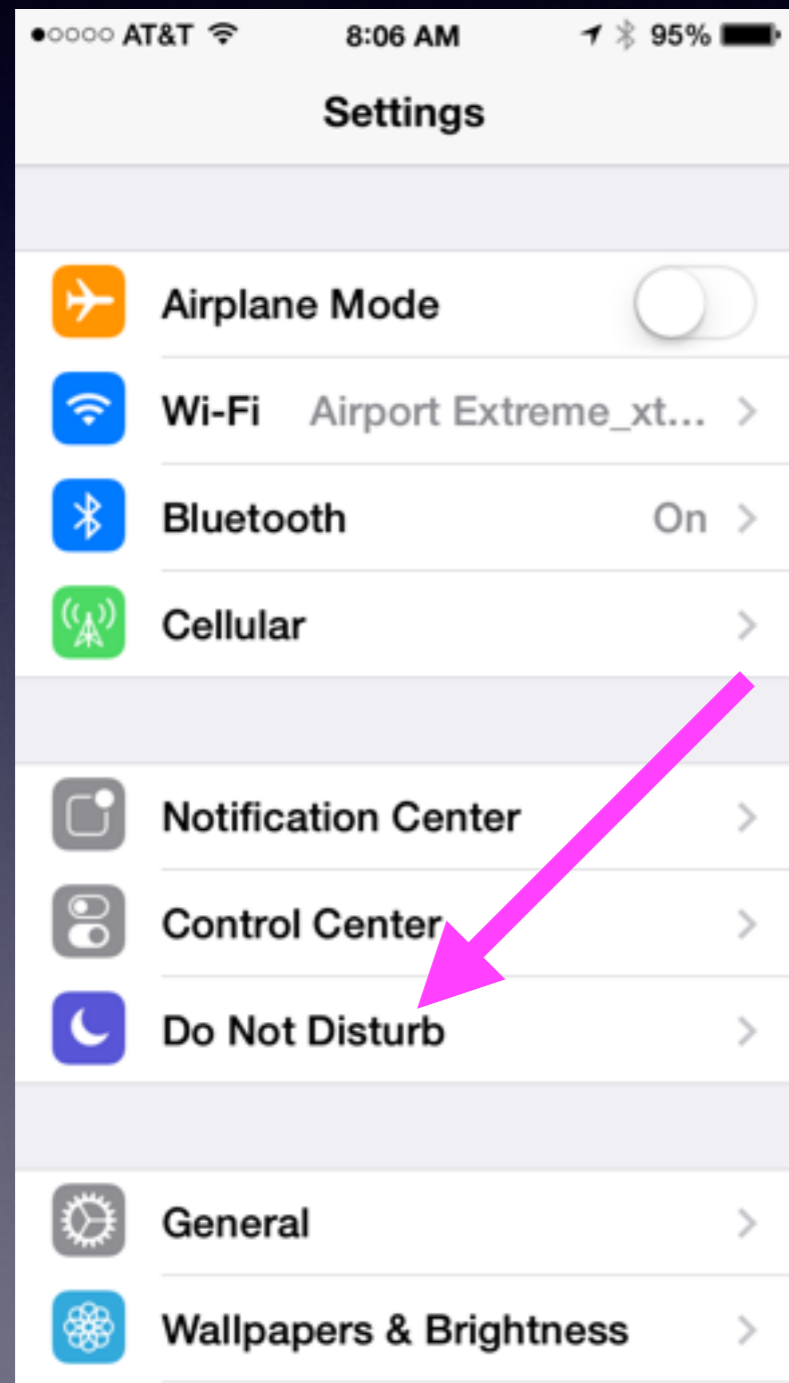 AT&T 8:06 AM 95%
Settings
Airplane Mode
Wi-Fi Airport Extreme_xt...
Bluetooth On
Cellular
Notification Center
Control Center
Do Not Disturb
General
Wallpapers & Brightness